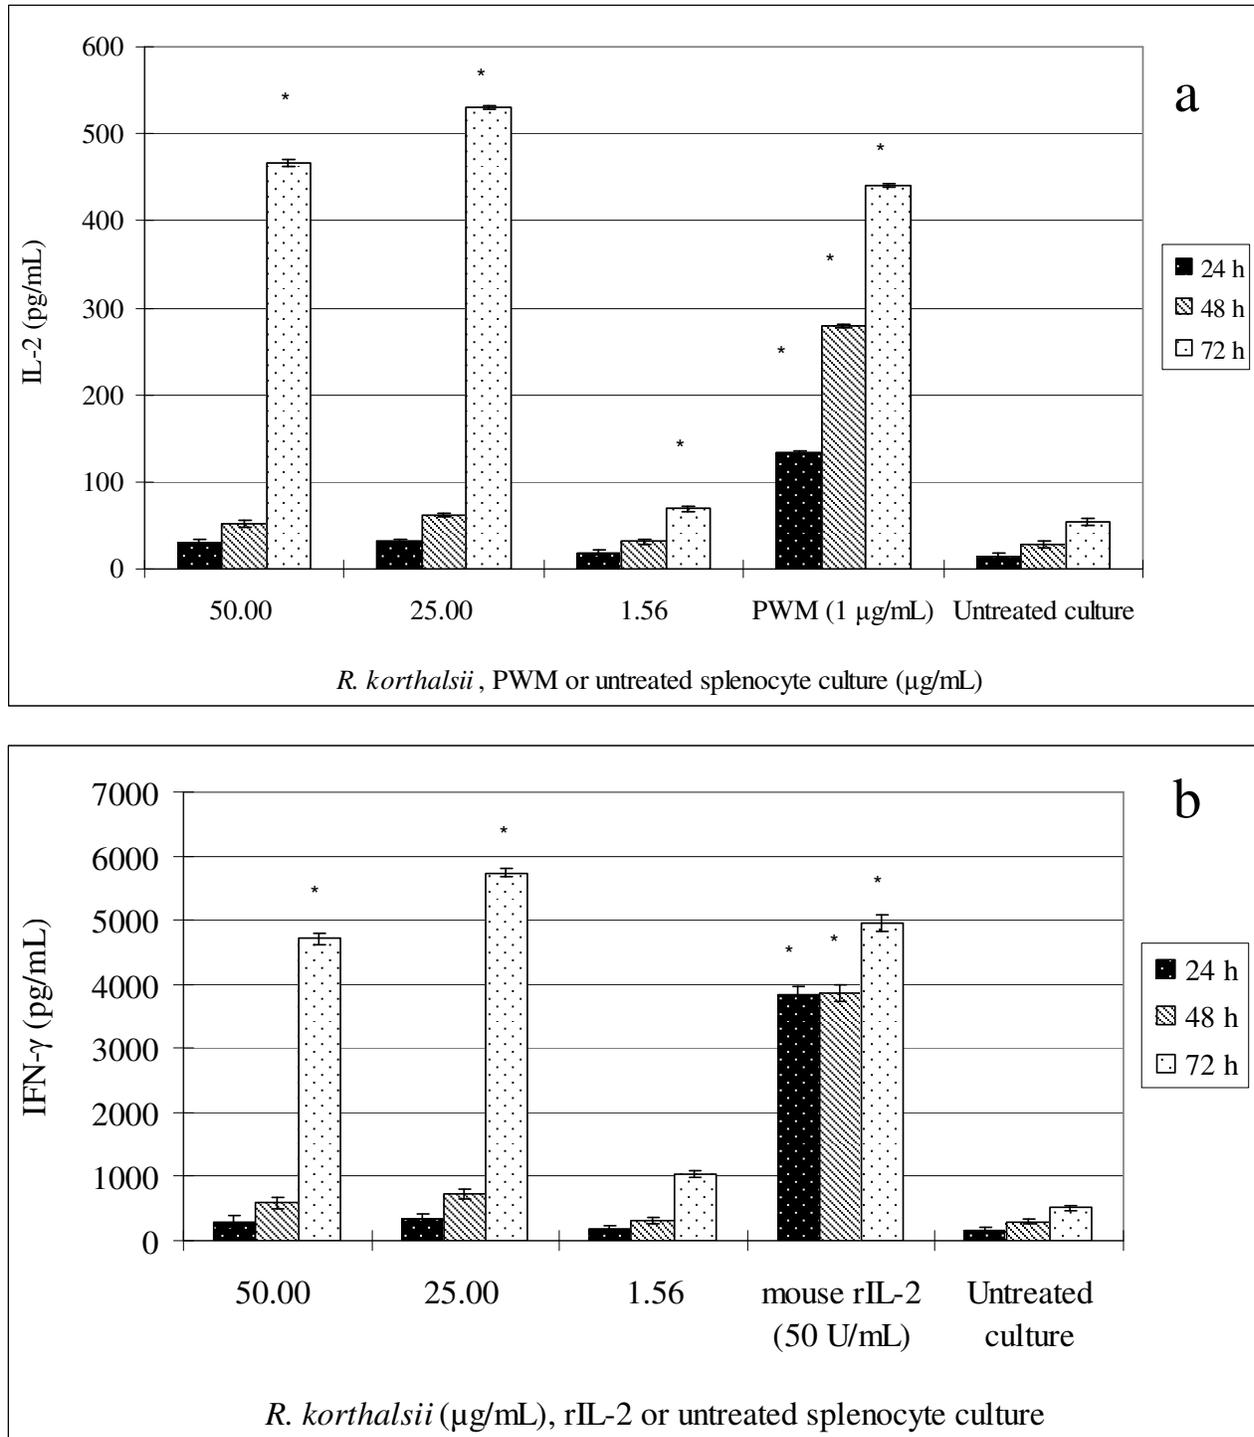 600
500
400
300
200
100
0
IL-2 (pg/mL)
*
*
*
*
*
*
a
24 h
48 h
72 h
50.00 25.00 1.56 PWM (1 µg/mL) Untreated culture
R. korthalsii, PWM or untreated splenocyte culture (µg/mL)
7000
6000
5000
4000
3000
2000
1000
0
IFN-γ (pg/mL)
*
*
*
*
*
b
24 h
48 h
72 h
50.00 25.00 1.56 mouse rIL-2 Untreated
(50 U/mL) culture
R. korthalsii (µg/mL), rIL-2 or untreated splenocyte culture